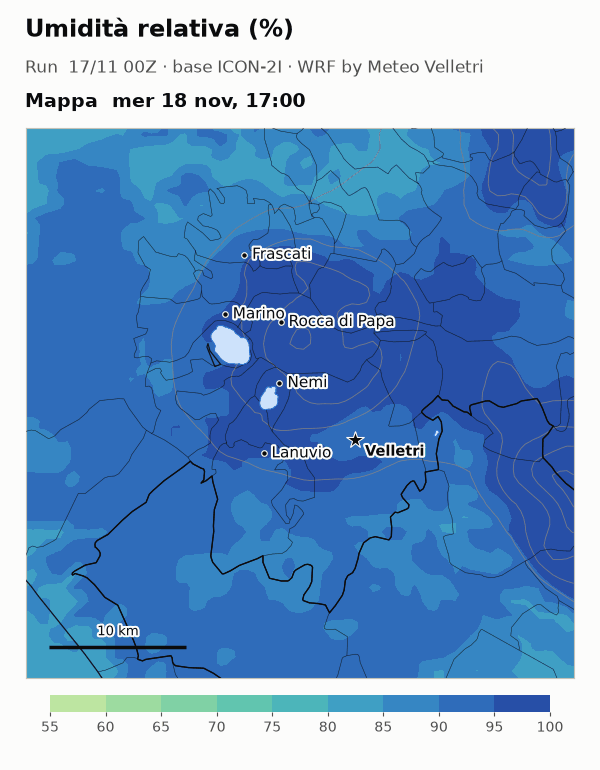 Umidità relativa (%)
Run  17/11 00Z · base ICON-2I · WRF by Meteo Velletri
Mappa  mer 18 nov, 17:00
Frascati
Marino
Rocca di Papa
Nemi
Velletri
Lanuvio
10 km
55 60 65 70 75 80 85 90 95 100